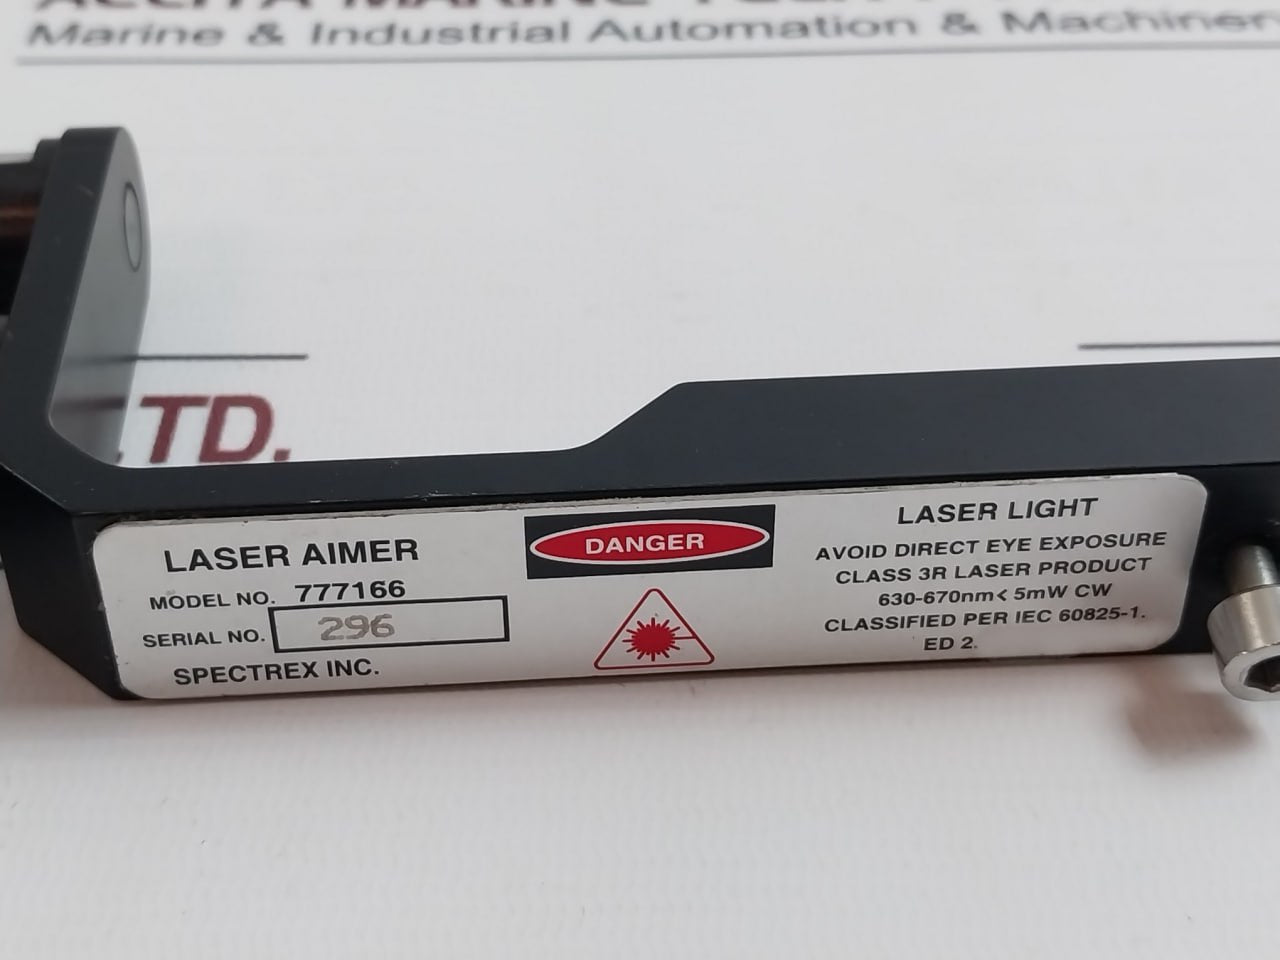 Marine & Industrial Automation & Machiner
TD.
LASER AIMER
MODEL NO. 777166
SERIAL NO. 296
SPECTREX INC.
DANGER
LASER LIGHT
AVOID DIRECT EYE EXPOSURE
CLASS 3R LASER PRODUCT
630-670nm< 5mW CW
CLASSIFIED PER IEC 60825-1.
ED 2.